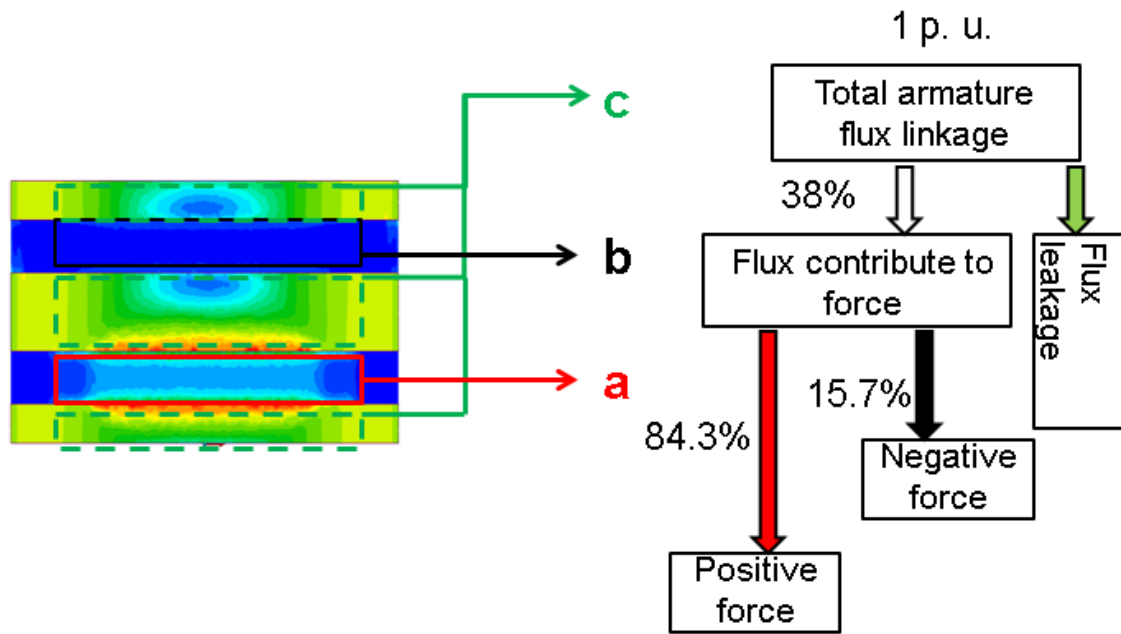 1 p. u.
Total armature
flux linkage
c
38%
b
Flux contribute to
force
Flux
leakage
a
15.7%
84.3%
Negative
force
Positive
force